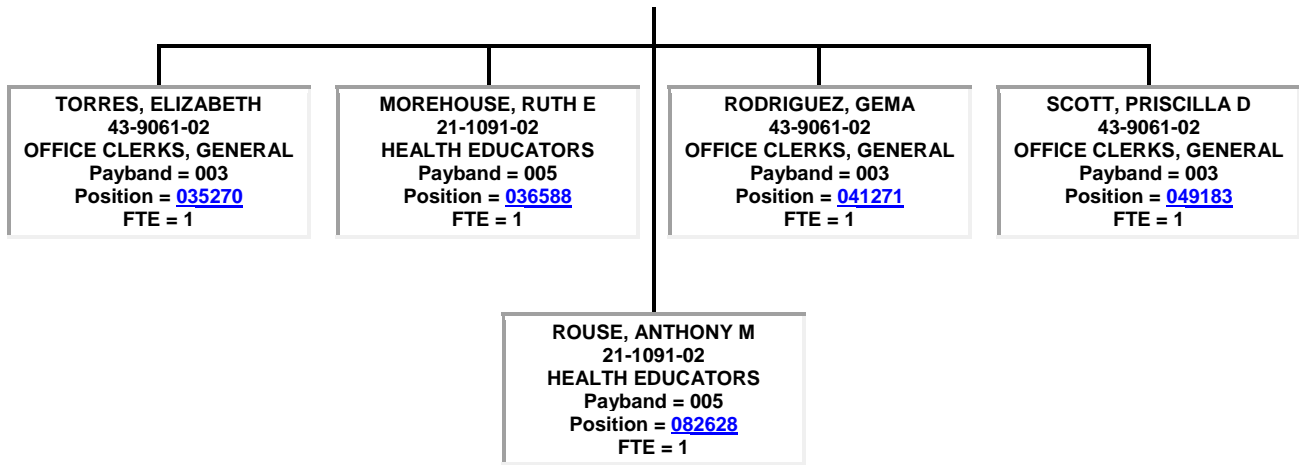 TORRES, ELIZABETH
43-9061-02
OFFICE CLERKS, GENERAL
Payband = 003
Position = 035270
FTE = 1
MOREHOUSE, RUTH E
21-1091-02
HEALTH EDUCATORS
Payband = 005
Position = 036588
FTE = 1
RODRIGUEZ, GEMA
43-9061-02
OFFICE CLERKS, GENERAL
Payband = 003
Position = 041271
FTE = 1
SCOTT, PRISCILLA D
43-9061-02
OFFICE CLERKS, GENERAL
Payband = 003
Position = 049183
FTE = 1
ROUSE, ANTHONY M
21-1091-02
HEALTH EDUCATORS
Payband = 005
Position = 082628
FTE = 1